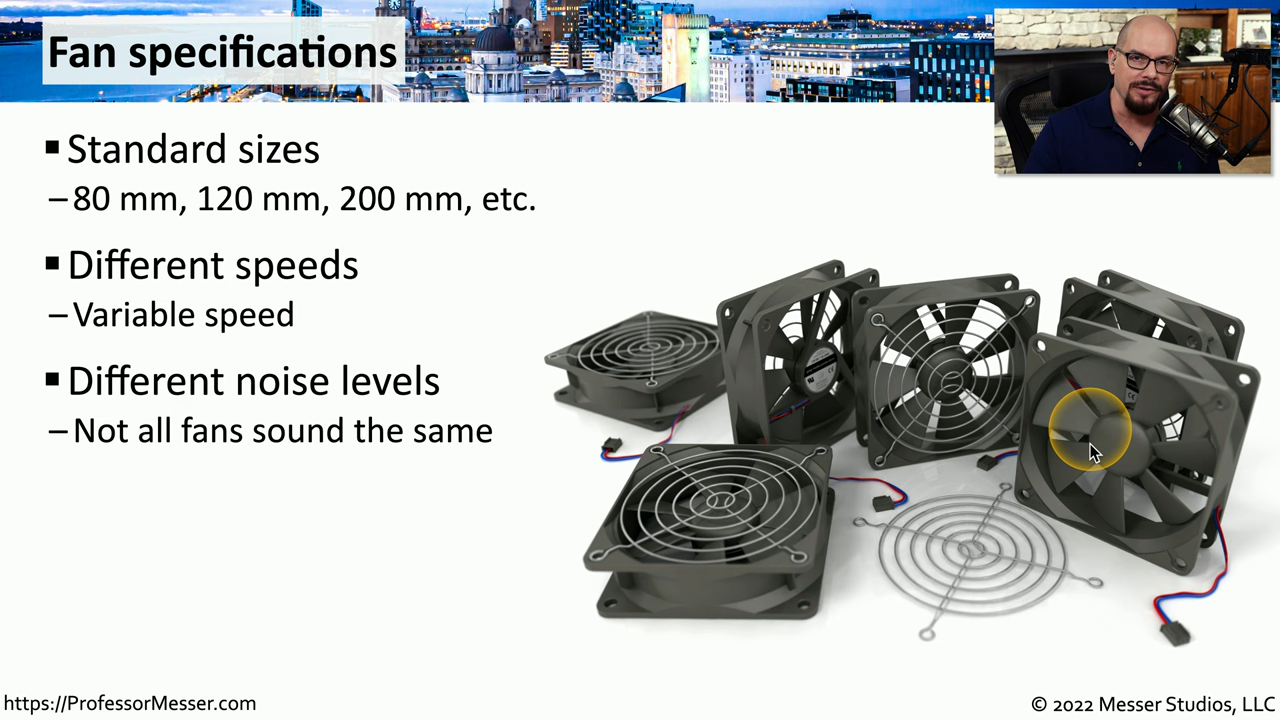 Fan specifications
▪ Standard sizes
– 80 mm, 120 mm, 200 mm, etc.
▪ Different speeds
– Variable speed
▪ Different noise levels
– Not all fans sound the same
https://ProfessorMesser.com
© 2022 Messer Studios, LLC